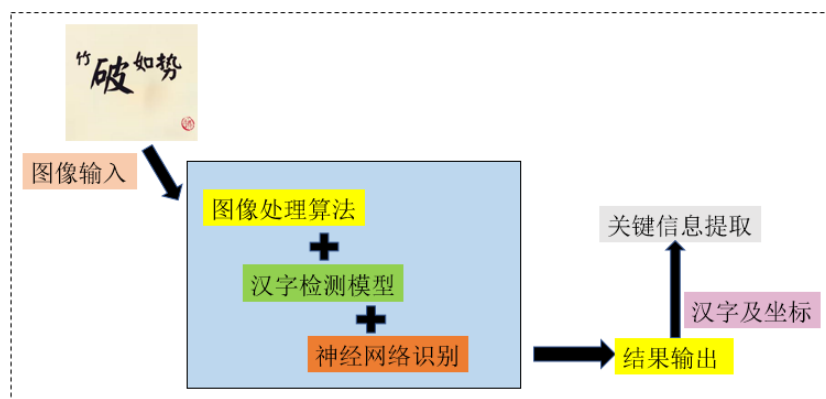 竹破如势
图像输入
图像处理算法
汉字检测模型
神经网络识别
关键信息提取
汉字及坐标
结果输出